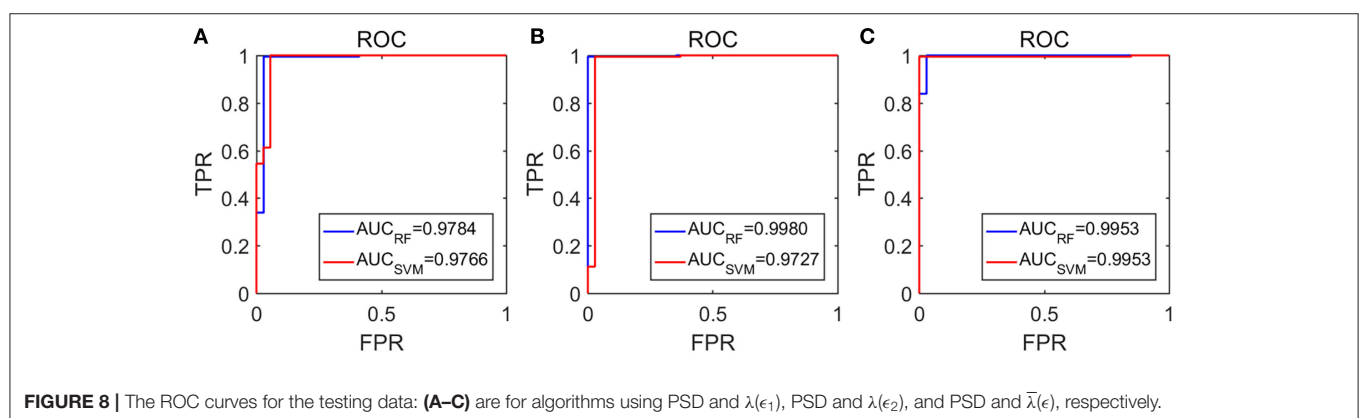 A
ROC
1
0.8
0.6
0.4
0.2
0
TPR
AUC_RF=0.9784
AUC_SVM=0.9766
0 0.5 1
FPR
B
ROC
1
0.8
0.6
0.4
0.2
0
TPR
AUC_RF=0.9980
AUC_SVM=0.9727
0 0.5 1
FPR
C
ROC
1
0.8
0.6
0.4
0.2
0
TPR
AUC_RF=0.9953
AUC_SVM=0.9953
0 0.5 1
FPR
FIGURE 8 | The ROC curves for the testing data: (A–C) are for algorithms using PSD and λ(ϵ₁), PSD and λ(ϵ₂), and PSD and λ̅(ϵ), respectively.